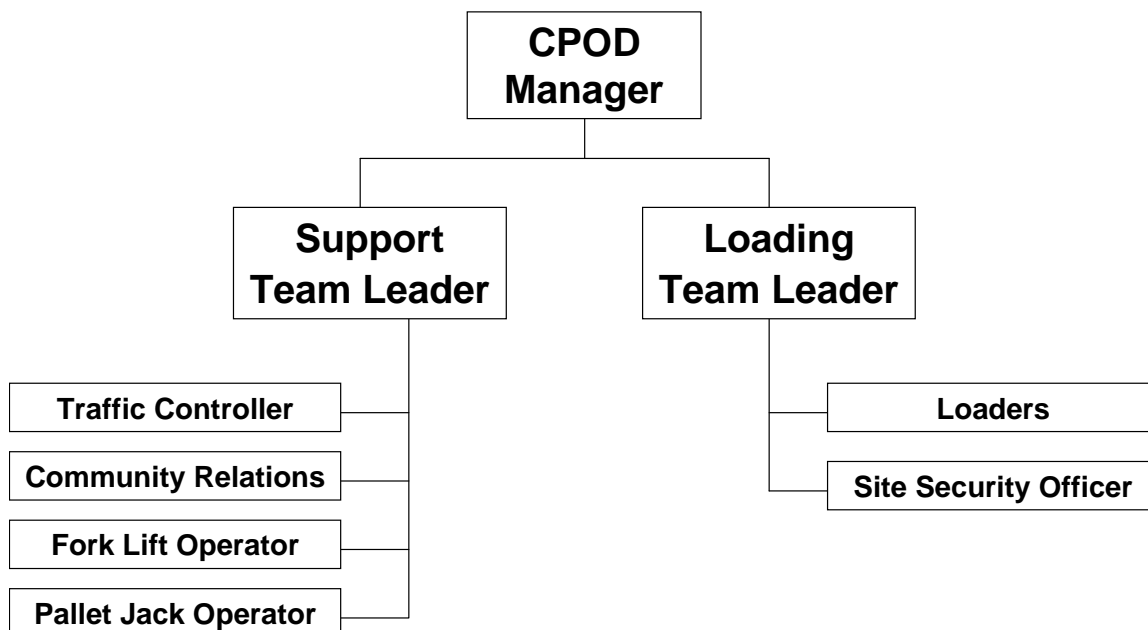 CPOD
Manager
Support
Team Leader
Loading
Team Leader
Traffic Controller
Community Relations
Fork Lift Operator
Pallet Jack Operator
Loaders
Site Security Officer